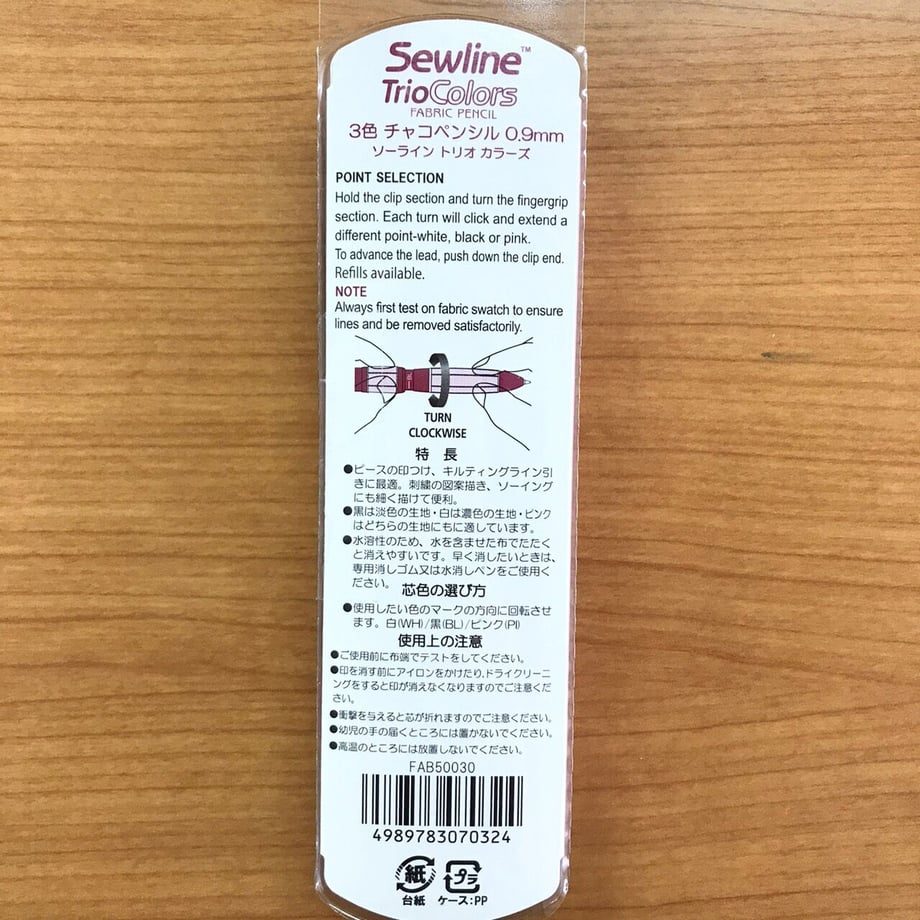 Sewline™
TrioColors
FABRIC PENCIL
3色 チャコペンシル 0.9mm
ソーライン トリオ カラーズ
POINT SELECTION
Hold the clip section and turn the fingergrip
section. Each turn will click and extend a
different point-white, black or pink.
To advance the lead, push down the clip end.
Refills available.
NOTE
Always first test on fabric swatch to ensure
lines and be removed satisfactorily.
TURN
CLOCKWISE
特 長
●ピースの印つけ、キルティングライン引
きに最適。刺繍の図案描き、ソーイング
にも細く描けて便利。
●黒は淡色の生地・白は濃色の生地・ピンク
はどちらの生地にもに適しています。
●水溶性のため、水を含ませた布でたたく
と消えやすいです。早く消したいときは、
専用消しゴム又は水消しペンをご使用く
ださい。
芯色の選び方
●使用したい色のマークの方向に回転させ
ます。白(WH)/黒(BL)/ピンク(PI)
使用上の注意
●ご使用前に布端でテストをしてください。
●印を消す前にアイロンをかけたり、ドライクリーニ
ングをすると印が消えなくなりますのでご注意くだ
さい。
●衝撃を与えると芯が折れますのでご注意ください。
●幼児の手の届くところには置かないでください。
●高温のところには放置しないでください。
FAB50030
4989783070324
紙 プラ
台紙 ケース:PP